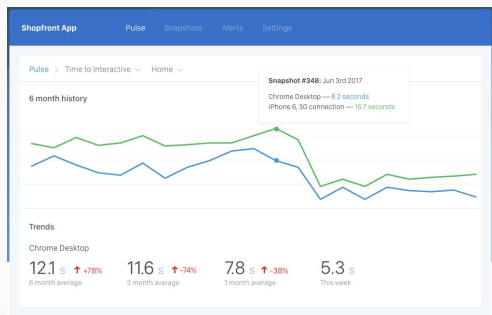 Shopfront App Pulse Snapshots Alerts Settings
Pulse > Time to Interactive Home
Snapshot #348: Jun 3rd 2017
Chrome Desktop — 8.2 seconds
iPhone 6, 3G connection — 15.7 seconds
6 month history
Trends
Chrome Desktop
12.1 s ↑ +78% 11.6 s ↑ -74% 7.8 s ↑ -38% 5.3 s
6 month average 3 month average 1 month average This week